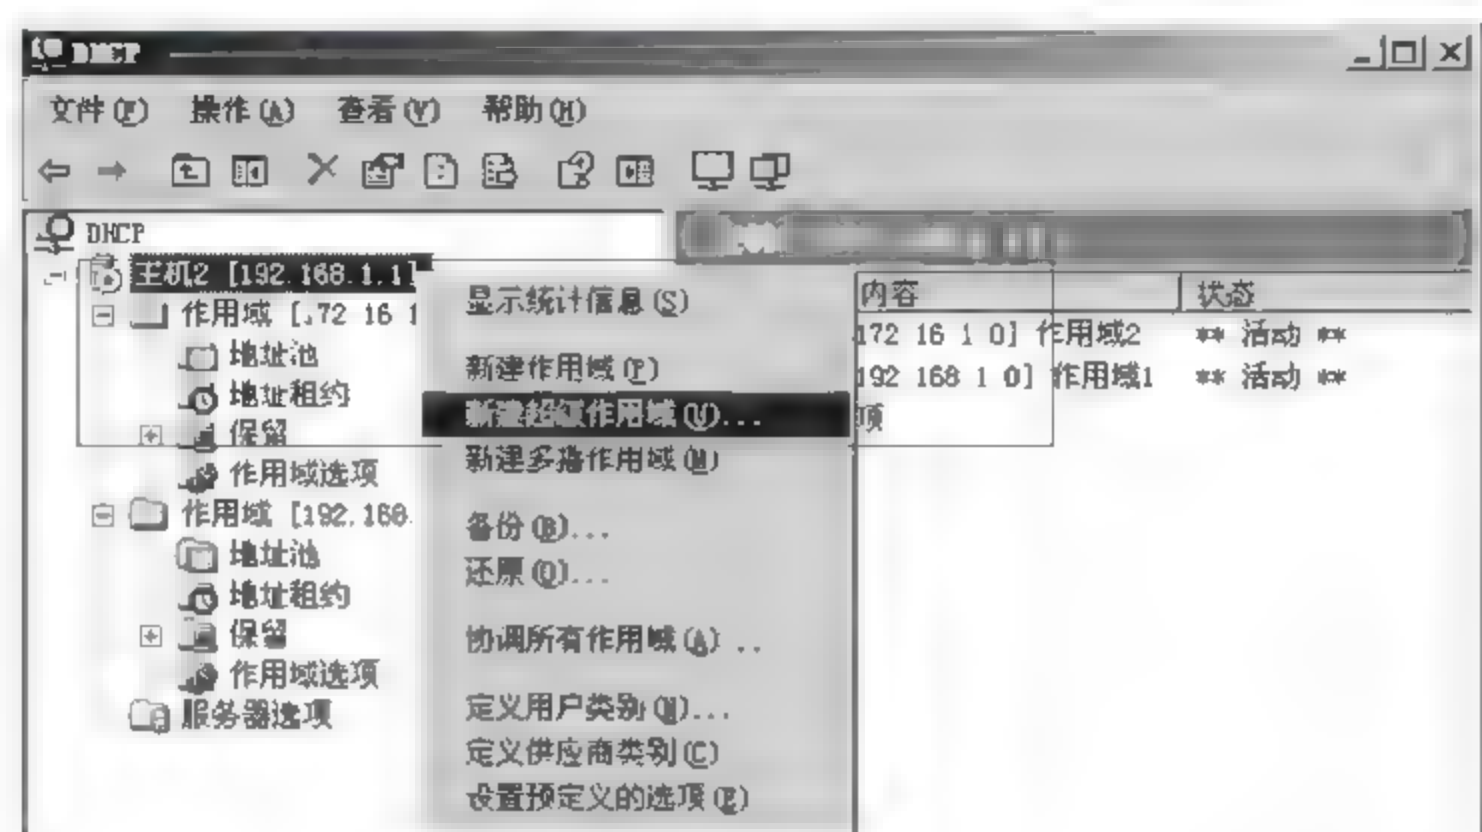 DHCP
文件(F) 操作(A) 查看(V) 帮助(H)
DHCP
主机2 [192.168.1.1]
作用域 [172 16 1
地址池
地址租约
保留
作用域选项
作用域 [192.168.
地址池
地址租约
保留
作用域选项
服务器选项
显示统计信息(S)
新建作用域(P)
新建超级作用域(U)...
新建多播作用域(M)
备份(B)...
还原(O)...
协调所有作用域(A) ..
定义用户类别(N)...
定义供应商类别(C)
设置预定义的选项(E)
内容 状态
172 16 1 0] 作用域2 ** 活动 **
192 168 1 0] 作用域1 ** 活动 **
项